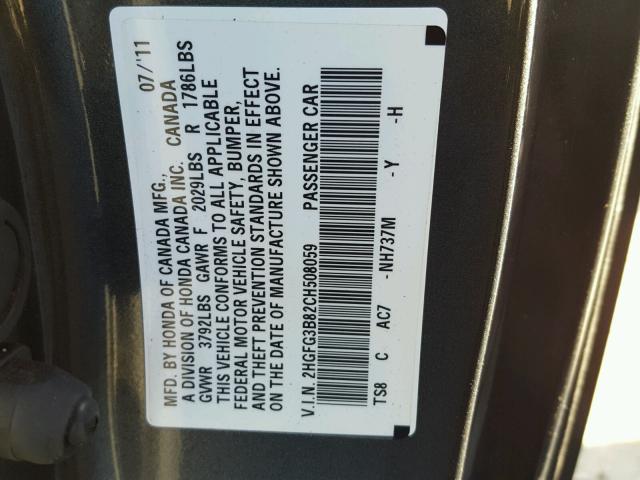 MFD. BY HONDA OF CANADA MFG., 07/'11
A DIVISION OF HONDA CANADA INC. CANADA
GVWR 3792LBS GAWR F 2029LBS R 1786LBS
THIS VEHICLE CONFORMS TO ALL APPLICABLE
FEDERAL MOTOR VEHICLE SAFETY, BUMPER,
AND THEFT PREVENTION STANDARDS IN EFFECT
ON THE DATE OF MANUFACTURE SHOWN ABOVE.
V.I.N. 2HGFG3B82CH508059 PASSENGER CAR
TS8 C AC7 -NH737M -Y -H